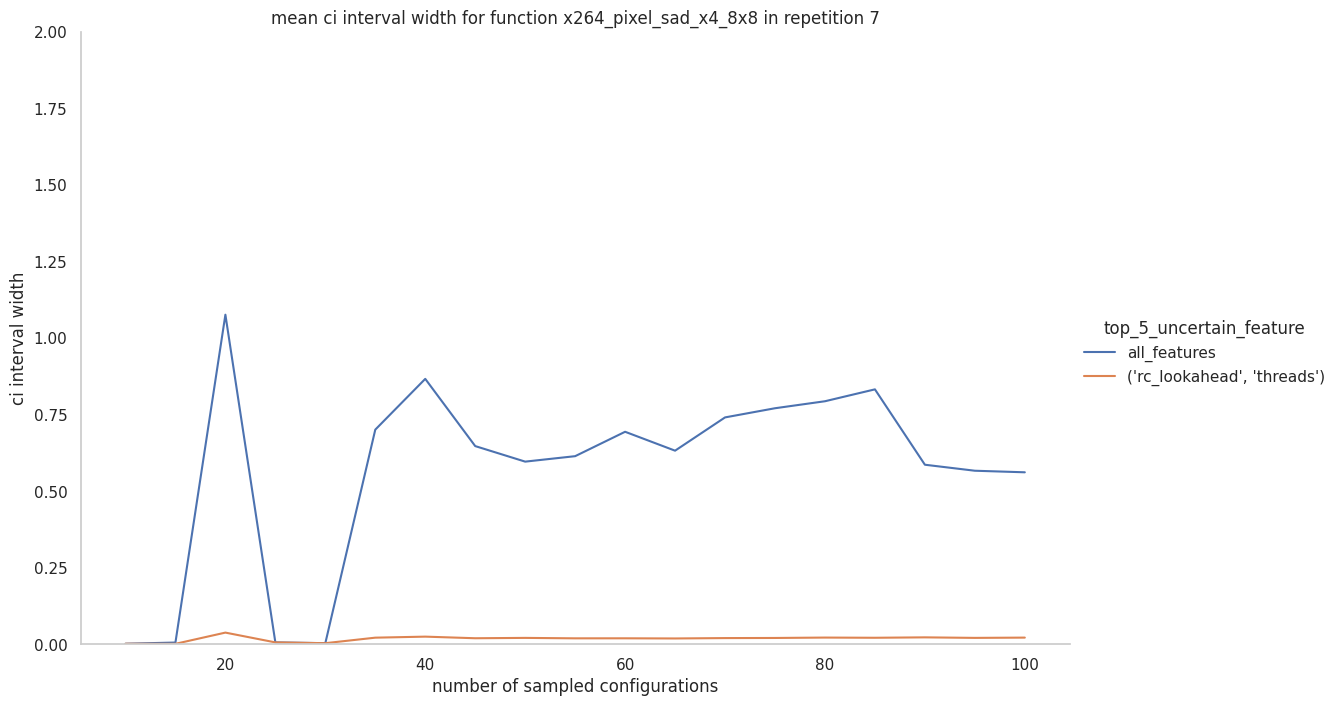 mean ci interval width for function x264_pixel_sad_x4_8x8 in repetition 7
2.00
1.75
1.50
1.25
1.00
0.75
0.50
0.25
0.00
ci interval width
20
40
60
80
100
number of sampled configurations
top_5_uncertain_feature
all_features
('rc_lookahead', 'threads')